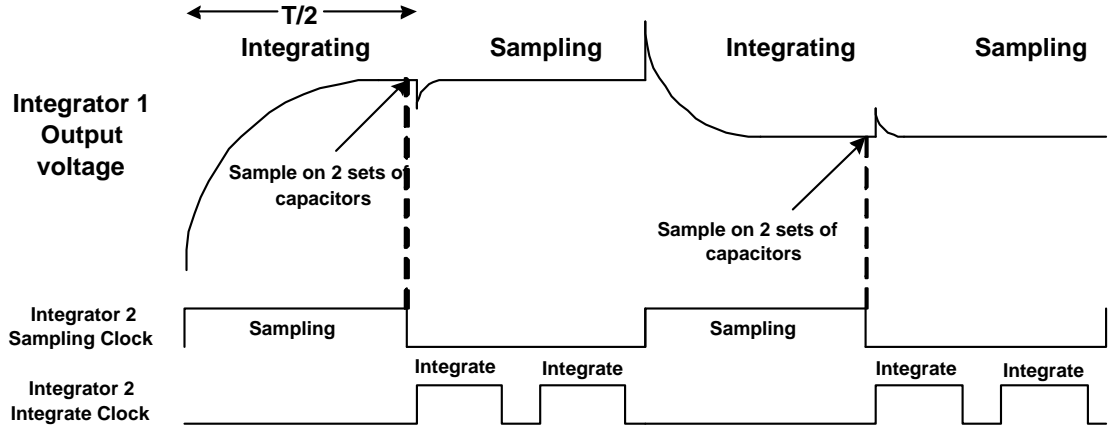 T/2
Integrating
Sampling
Integrating
Sampling
Integrator 1
Output
voltage
Sample on 2 sets of
capacitors
Sample on 2 sets of
capacitors
Integrator 2
Sampling Clock
Sampling
Sampling
Integrate
Integrate
Integrate
Integrate
Integrator 2
Integrate Clock